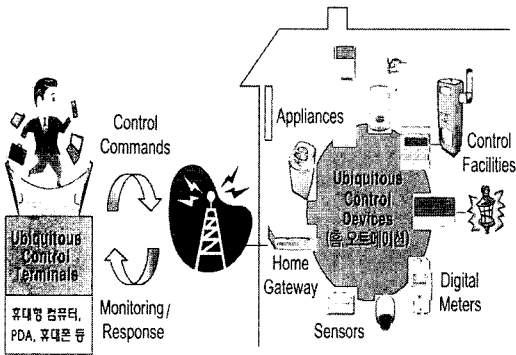 Control
Commands
Ubiquitous
Control
Terminals
휴대형 컴퓨터,
PDA, 휴대폰 등
Monitoring/
Response
Appliances
Control
Facilities
Ubiquitous
Control
Devices
(홈 오토메이션)
Home
Gateway
Digital
Meters
Sensors